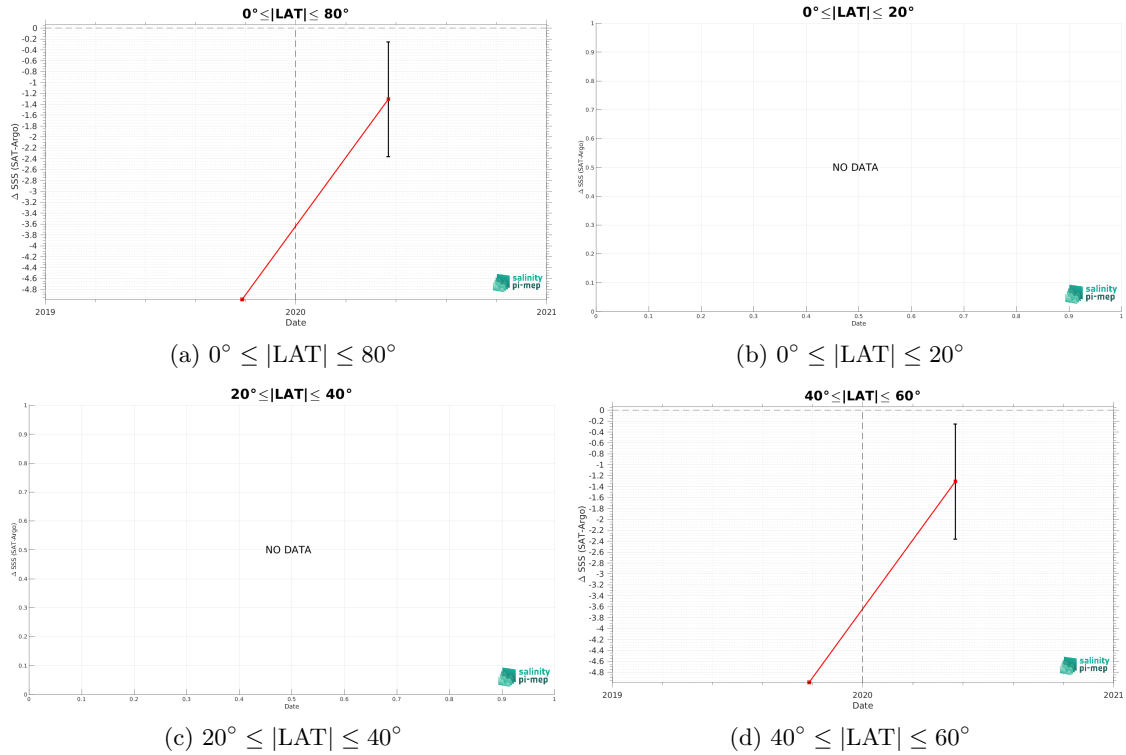 0°≤|LAT|≤ 80°
0
-0.2
-0.4
-0.6
-0.8
-1
-1.2
-1.4
-1.6
-1.8
-2
-2.2
-2.4
-2.6
-2.8
-3
-3.2
-3.4
-3.6
-3.8
-4
-4.2
-4.4
-4.6
-4.8
Δ SSS (SAT-Argo)
2019
2020
2021
Date
salinity
pi-mep
(a) 0° ≤ |LAT| ≤ 80°
0°≤|LAT|≤ 20°
1
0.9
0.8
0.7
0.6
0.5
0.4
0.3
0.2
0.1
0
Δ SSS (SAT-Argo)
NO DATA
0 0.1 0.2 0.3 0.4 0.5 0.6 0.7 0.8 0.9 1
Date
salinity
pi-mep
(b) 0° ≤ |LAT| ≤ 20°
20°≤|LAT|≤ 40°
1
0.9
0.8
0.7
0.6
0.5
0.4
0.3
0.2
0.1
0
Δ SSS (SAT-Argo)
NO DATA
0 0.1 0.2 0.3 0.4 0.5 0.6 0.7 0.8 0.9 1
Date
salinity
pi-mep
(c) 20° ≤ |LAT| ≤ 40°
40°≤|LAT|≤ 60°
0
-0.2
-0.4
-0.6
-0.8
-1
-1.2
-1.4
-1.6
-1.8
-2
-2.2
-2.4
-2.6
-2.8
-3
-3.2
-3.4
-3.6
-3.8
-4
-4.2
-4.4
-4.6
-4.8
Δ SSS (SAT-Argo)
2019
2020
2021
Date
salinity
pi-mep
(d) 40° ≤ |LAT| ≤ 60°